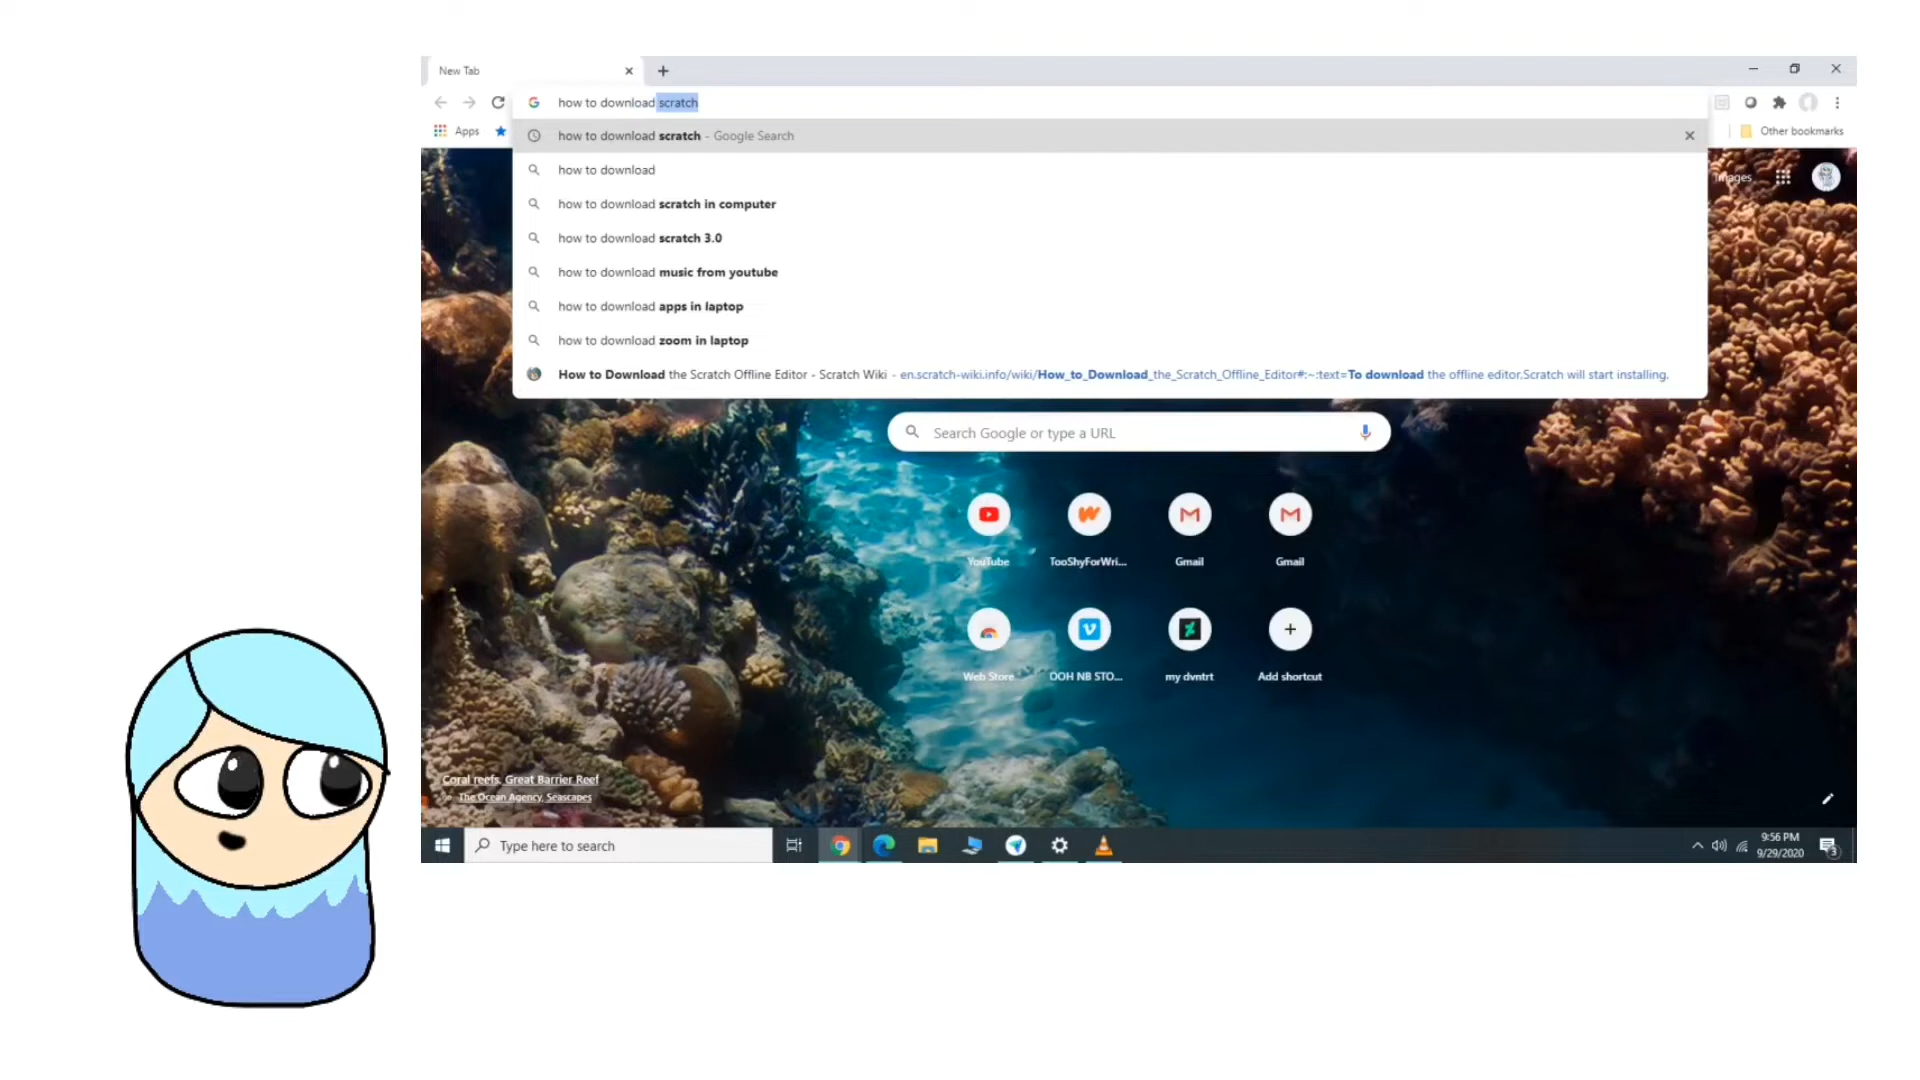 New Tab
how to download scratch
Apps
Other bookmarks
how to download scratch - Google Search
how to download
how to download scratch in computer
how to download scratch 3.0
how to download music from youtube
how to download apps in laptop
how to download zoom in laptop
How to Download the Scratch Offline Editor - Scratch Wiki - en.scratch-wiki.info/wiki/How_to_Download_the_Scratch_Offline_Editor#:~:text=To download the offline editor,Scratch will start installing.
Images
Search Google or type a URL
YouTube
TooShyForWri...
Gmail
Gmail
Web Store
OOH NB STO...
my dvntrt
Add shortcut
Coral reefs, Great Barrier Reef
The Ocean Agency, Seascapes
Type here to search
9:56 PM
9/29/2020
3